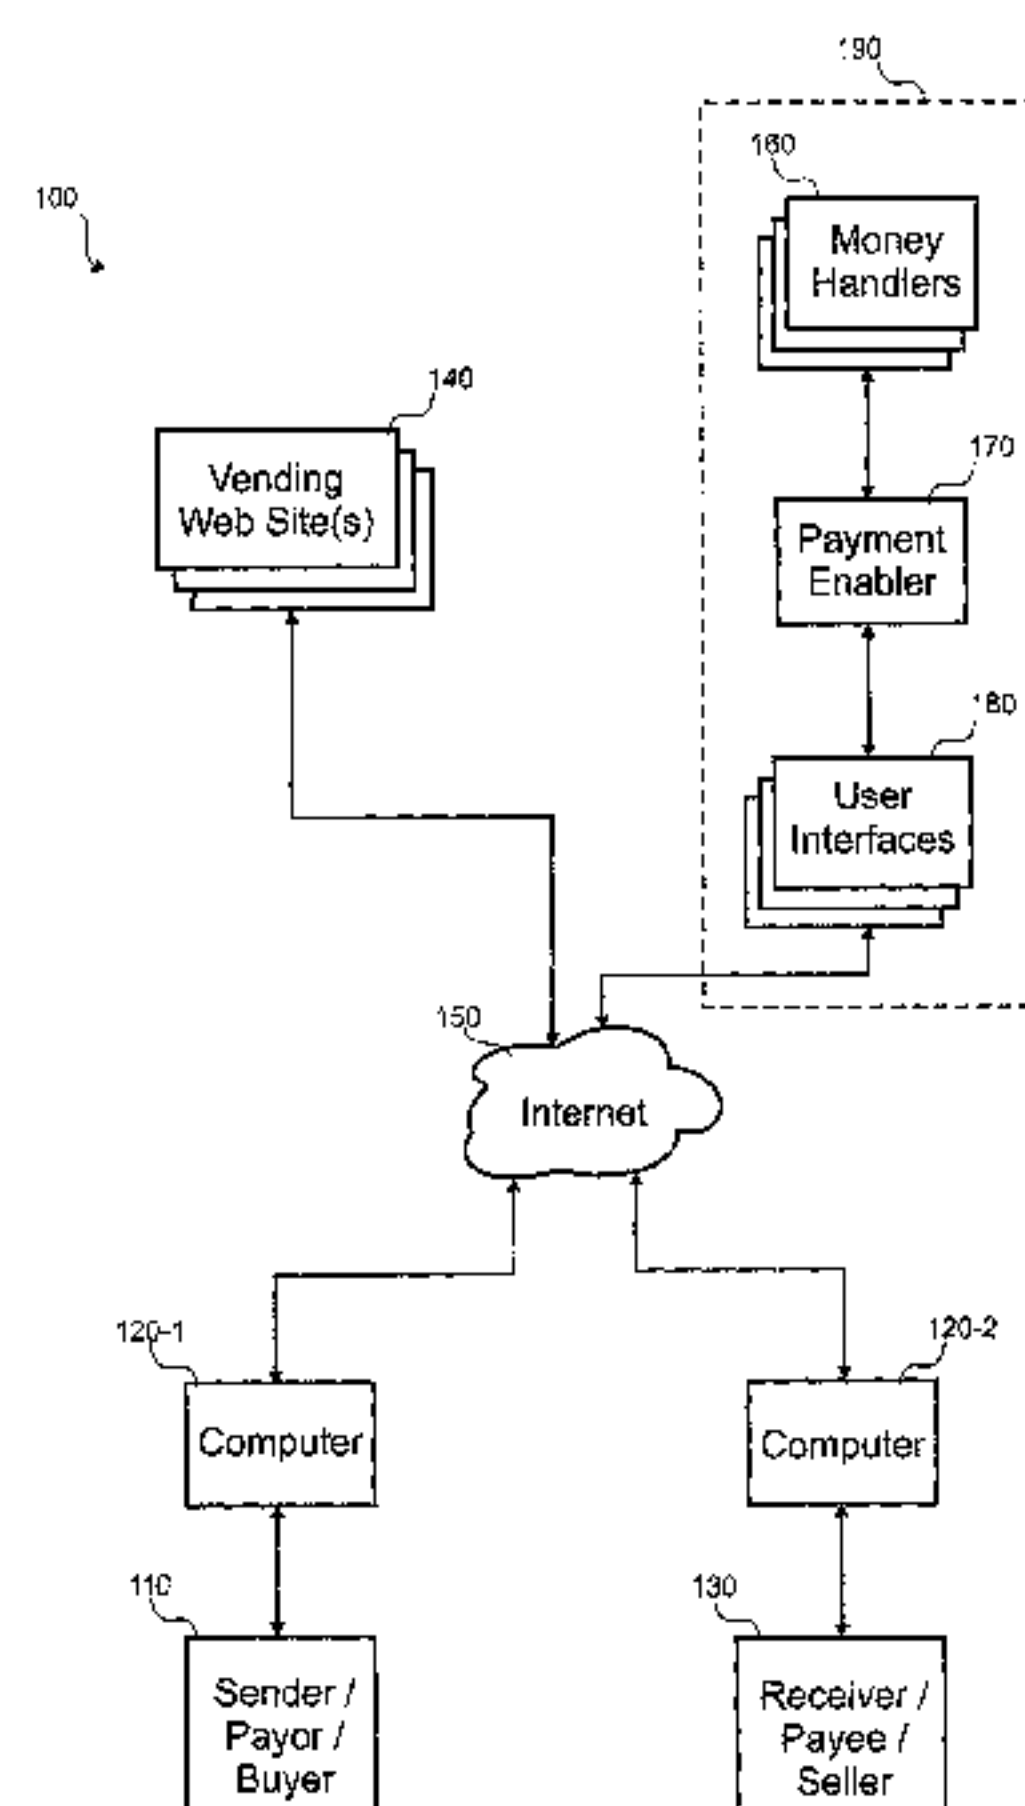 190
160
100
Money
Handlers
140
170
Vending
Web Site(s)
Payment
Enabler
180
User
Interfaces
150
Internet
120-1
120-2
Computer
Computer
110
130
Sender /
Payor /
Buyer
Receiver /
Payee /
Seller